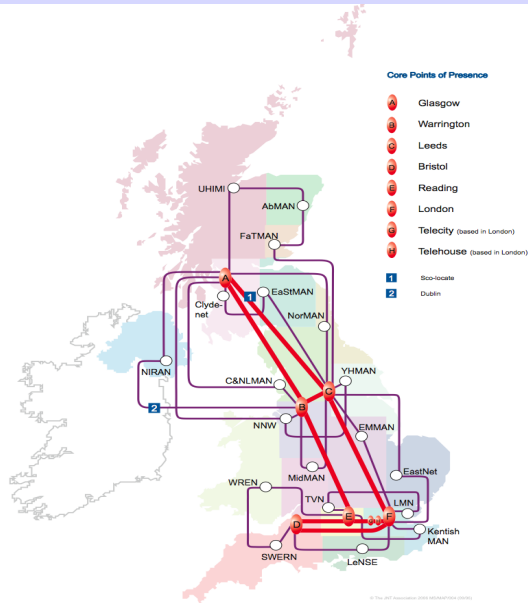 Core Points of Presence
A Glasgow
B Warrington
C Leeds
D Bristol
E Reading
F London
G Telecity (based in London)
H Telehouse (based in London)
1 Sco-locate
2 Dublin
UHIMI
AbMAN
FaTMAN
A
1
EaStMAN
Clyde-
net
NorMAN
NIRAN
C&NLMAN
YHMAN
C
2
B
NNW
EMMAN
MidMAN
EastNet
WREN
TVN
LMN
D
E
F
Kentish
MAN
SWERN
LeNSE